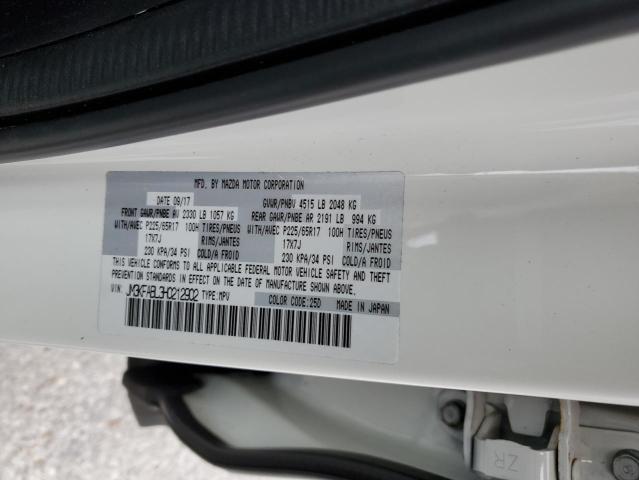 MFD. BY MAZDA MOTOR CORPORATION
DATE 09/17 GVWR/PNBV 4515 LB 2048 KG
FRONT GAWR/PNBE AV 2330 LB 1057 KG REAR GAWR/PNBE AR 2191 LB 994 KG
WITH/AVEC P225/65R17 100H TIRES/PNEUS WITH/AVEC P225/65R17 100H TIRES/PNEUS
17X7J RIMS/JANTES 17X7J RIMS/JANTES
230 KPA/34 PSI COLD/A FROID 230 KPA/34 PSI COLD/A FROID
THIS VEHICLE CONFORMS TO ALL APPLICABLE FEDERAL MOTOR VEHICLE SAFETY AND THEFT
PREVENTION STANDARDS IN EFFECT ON THE DATE OF MANUFACTURE SHOWN ABOVE.
VIN: JM3KFABL3H0212902 TYPE:MPV
COLOR CODE:25D MADE IN JAPAN
ZR